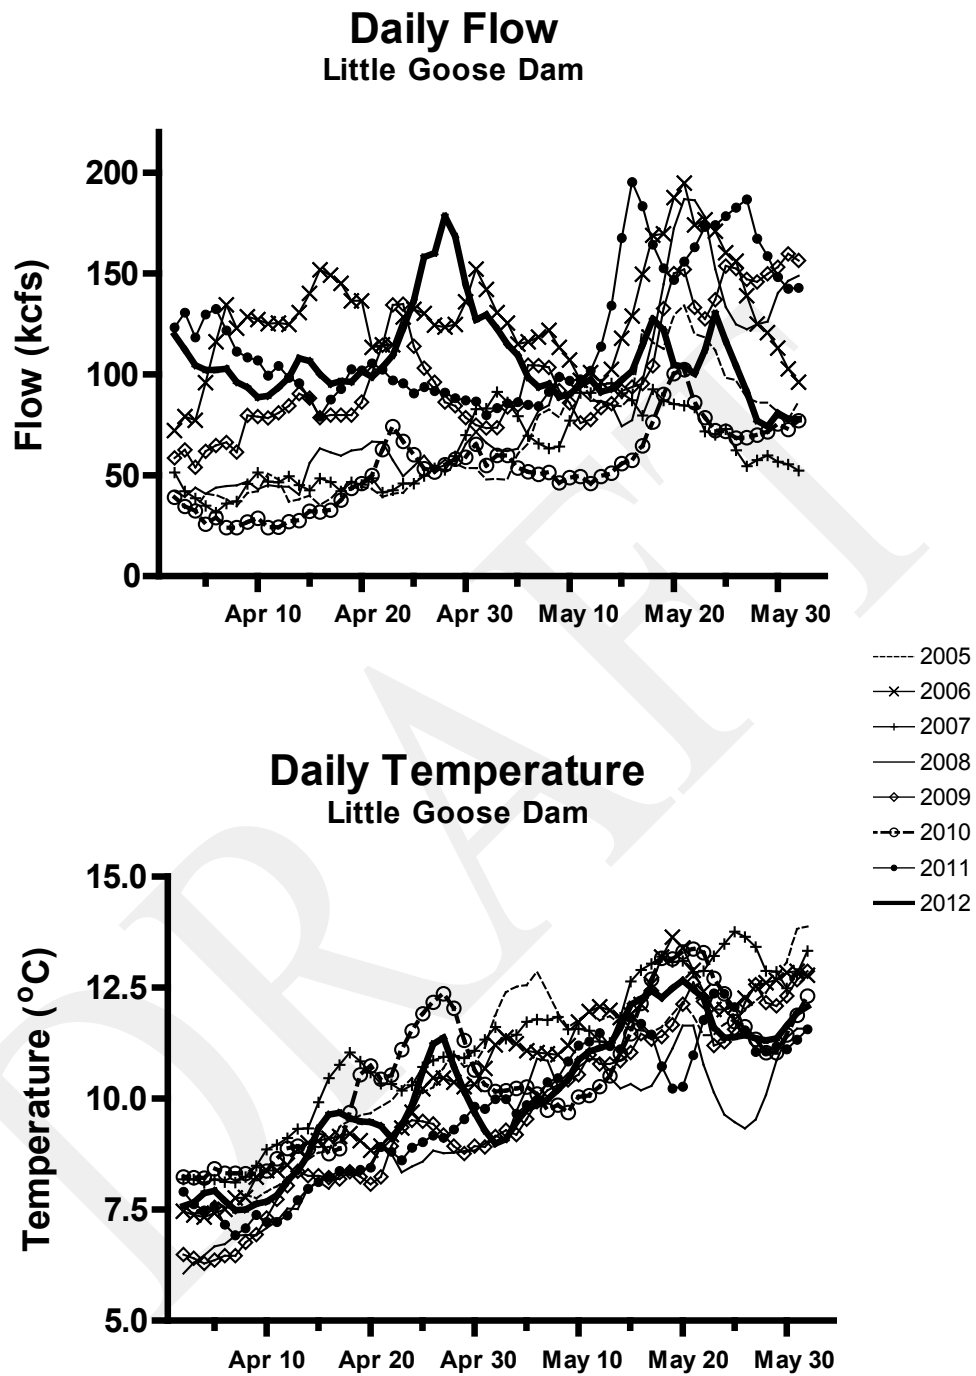 Daily Flow
Little Goose Dam
Flow (kcfs)
200
150
100
50
0
Apr 10 Apr 20 Apr 30 May 10 May 20 May 30
2005
2006
2007
2008
2009
2010
2011
2012
Daily Temperature
Little Goose Dam
Temperature (°C)
15.0
12.5
10.0
7.5
5.0
Apr 10 Apr 20 Apr 30 May 10 May 20 May 30
DRAFT